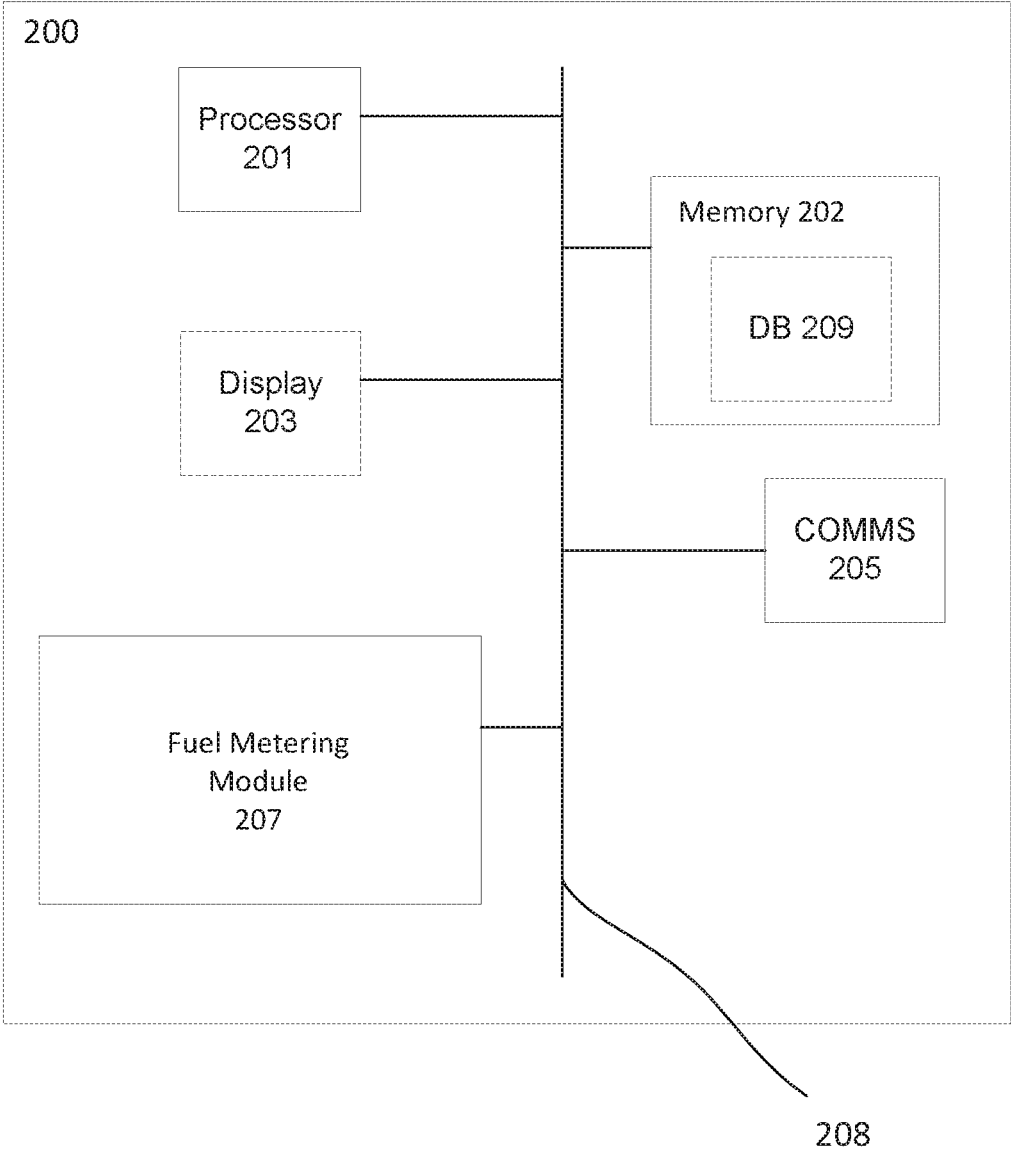 200
Processor
201
Memory 202
DB 209
Display
203
COMMS
205
Fuel Metering
Module
207
208